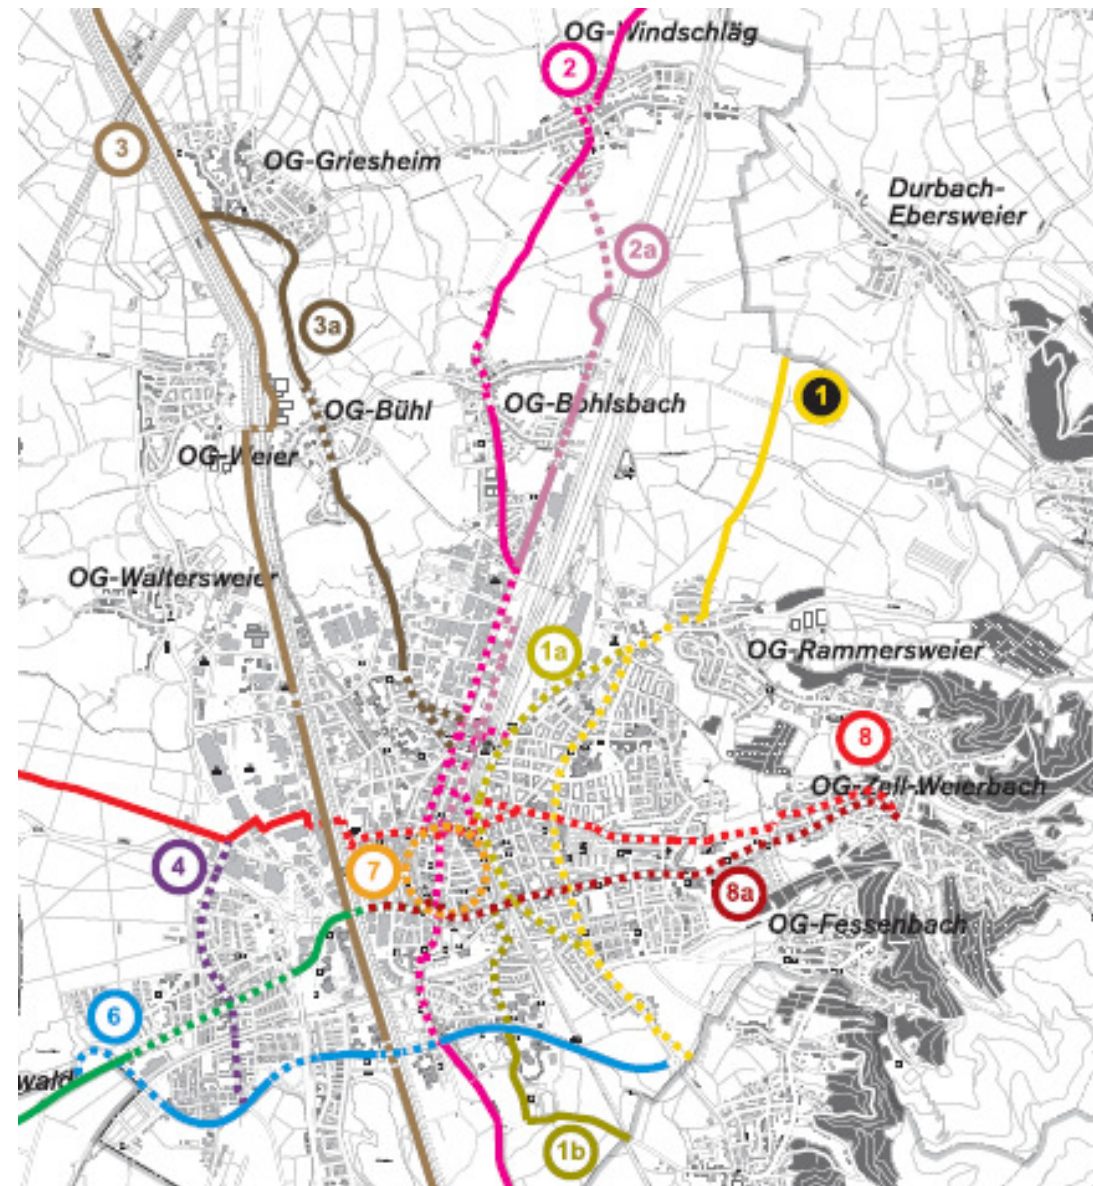 OG-Windschläg
2
3
OG-Griesheim
Durbach-
Ebersweier
2a
3a
1
OG-Bühl
OG-Bohlsbach
OG-Weier
OG-Waltersweier
1a
OG-Rammersweier
8
OG-Zell-Weierbach
4
7
8a
OG-Fessenbach
6
wald
1b